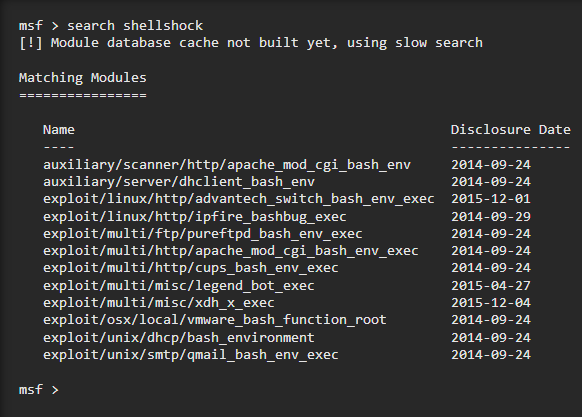 msf > search shellshock
[!] Module database cache not built yet, using slow search
Matching Modules
================
Name Disclosure Date
---- ---------------
auxiliary/scanner/http/apache_mod_cgi_bash_env 2014-09-24
auxiliary/server/dhclient_bash_env 2014-09-24
exploit/linux/http/advantech_switch_bash_env_exec 2015-12-01
exploit/linux/http/ipfire_bashbug_exec 2014-09-29
exploit/multi/ftp/pureftpd_bash_env_exec 2014-09-24
exploit/multi/http/apache_mod_cgi_bash_env_exec 2014-09-24
exploit/multi/http/cups_bash_env_exec 2014-09-24
exploit/multi/misc/legend_bot_exec 2015-04-27
exploit/multi/misc/xdh_x_exec 2015-12-04
exploit/osx/local/vmware_bash_function_root 2014-09-24
exploit/unix/dhcp/bash_environment 2014-09-24
exploit/unix/smtp/qmail_bash_env_exec 2014-09-24
msf >